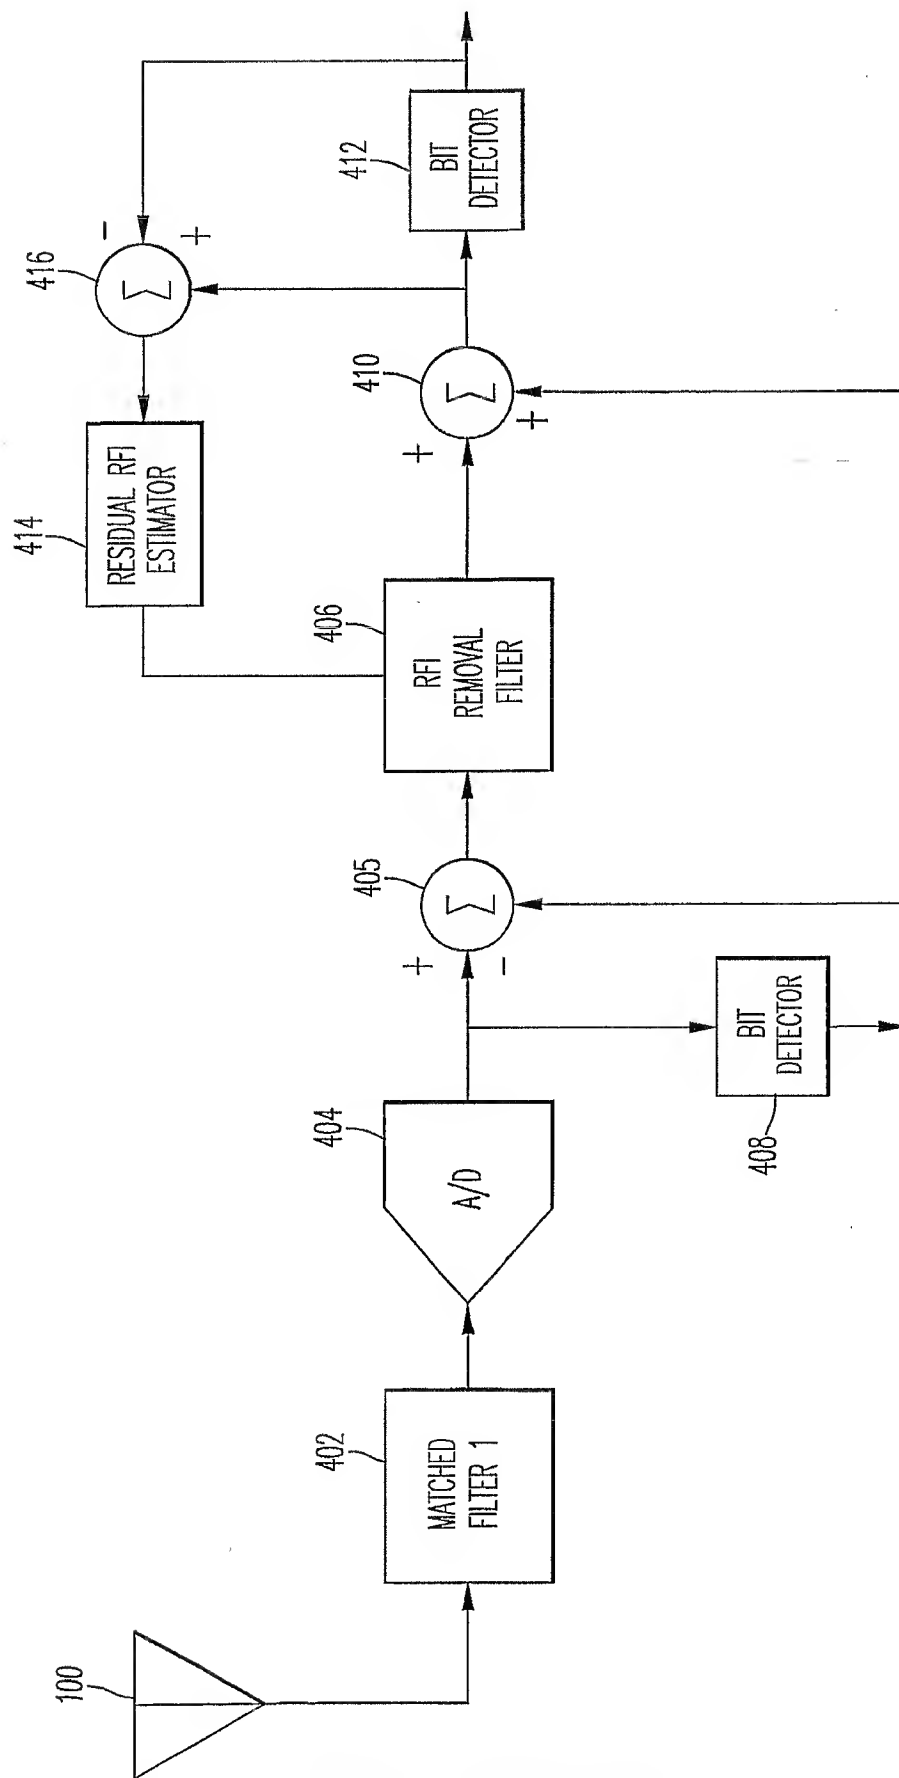 100
402
MATCHED
FILTER 1
404
A/D
408
BIT
DETECTOR
405
+
-
Σ
406
RFI
REMOVAL
FILTER
410
+
+
Σ
412
BIT
DETECTOR
414
RESIDUAL RFI
ESTIMATOR
416
-
+
Σ